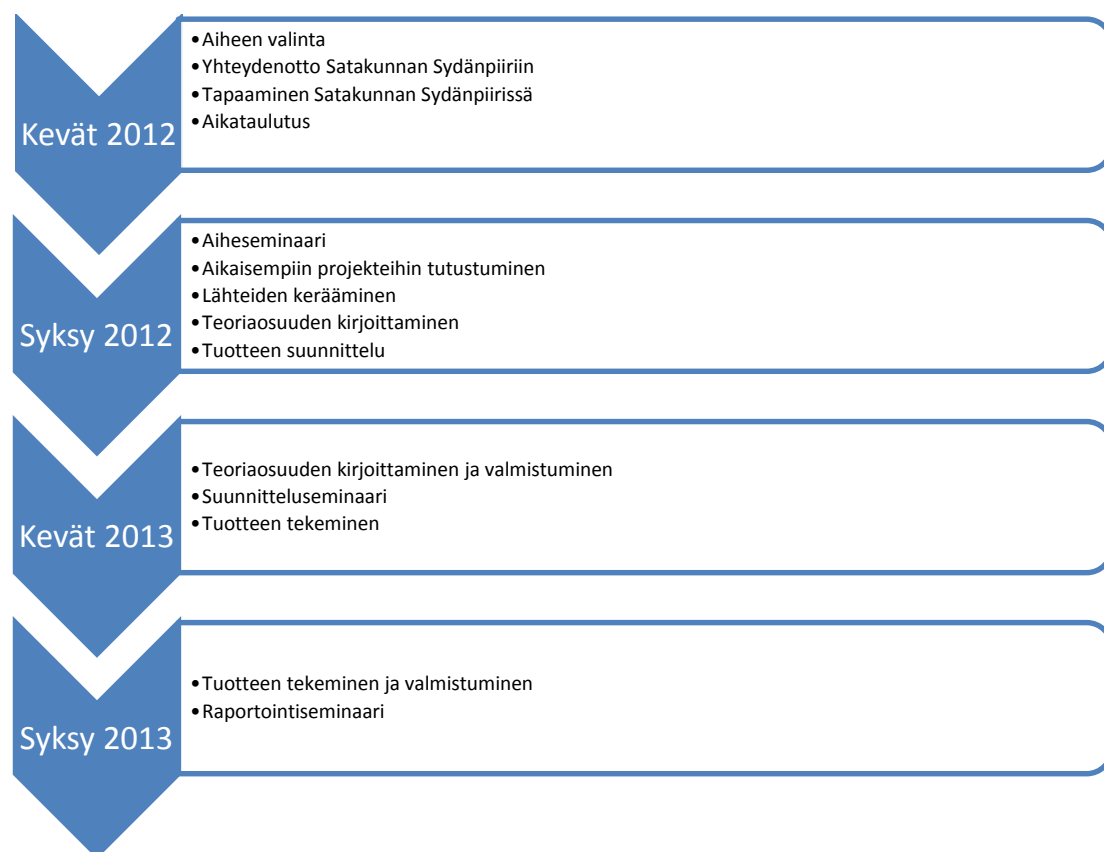 Kevät 2012
•Aiheen valinta
•Yhteydenotto Satakunnan Sydänpiiriin
•Tapaaminen Satakunnan Sydänpiirissä
•Aikataulutus
Syksy 2012
•Aiheseminaari
•Aikaisempiin projekteihin tutustuminen
•Lähteiden kerääminen
•Teoriaosuuden kirjoittaminen
•Tuotteen suunnittelu
Kevät 2013
•Teoriaosuuden kirjoittaminen ja valmistuminen
•Suunnitteluseminaari
•Tuotteen tekeminen
Syksy 2013
•Tuotteen tekeminen ja valmistuminen
•Raportointiseminaari